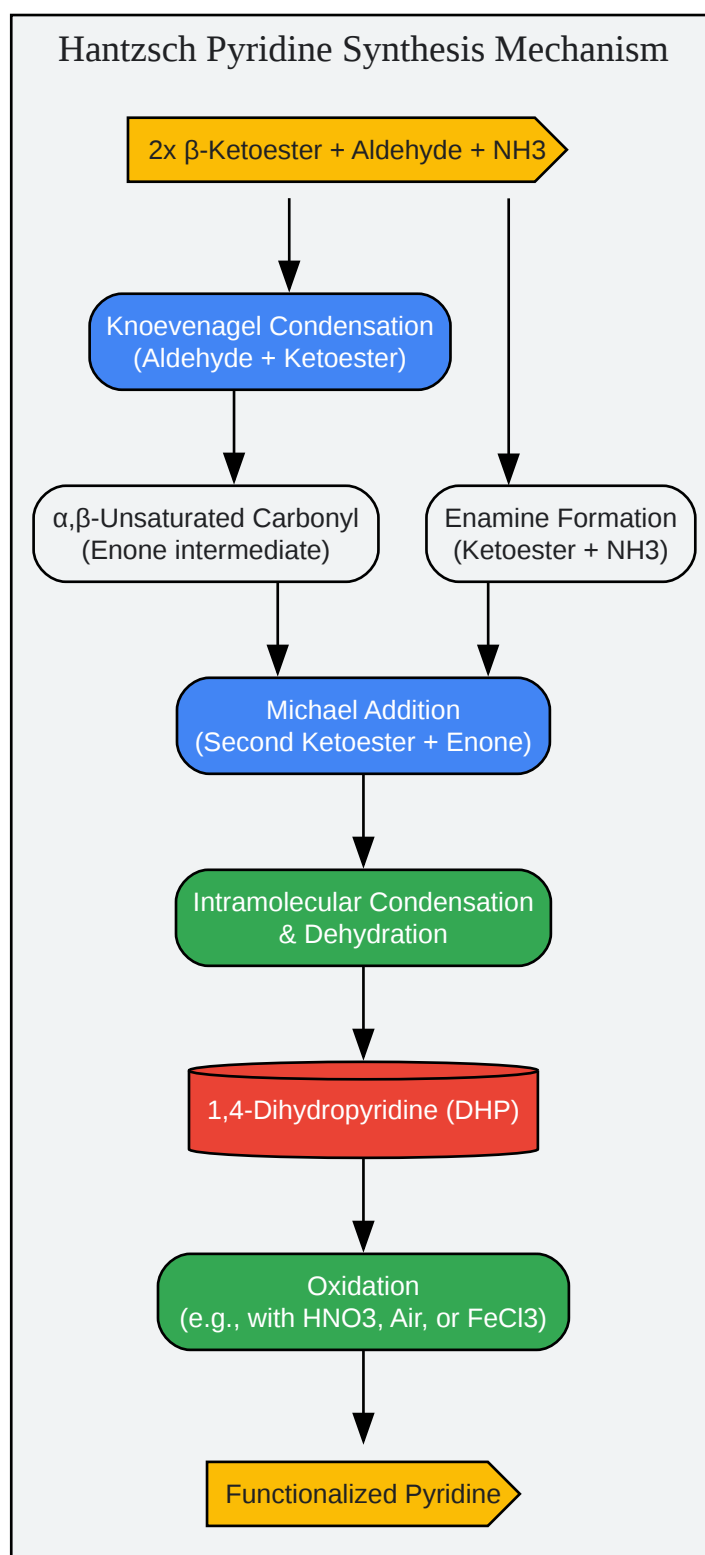 Hantzsch Pyridine Synthesis Mechanism
2x β-Ketoester + Aldehyde + NH3
Knoevenagel Condensation
(Aldehyde + Ketoester)
α,β-Unsaturated Carbonyl
(Enone intermediate)
Enamine Formation
(Ketoester + NH3)
Michael Addition
(Second Ketoester + Enone)
Intramolecular Condensation
& Dehydration
1,4-Dihydropyridine (DHP)
Oxidation
(e.g., with HNO3, Air, or FeCl3)
Functionalized Pyridine